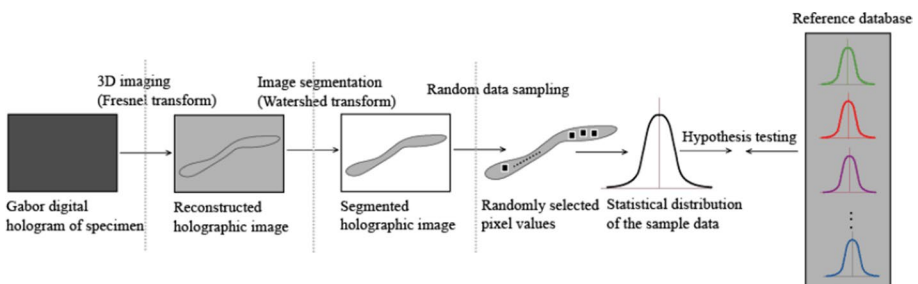 Reference database
3D imaging
(Fresnel transform)
Image segmentation
(Watershed transform)
Random data sampling
Hypothesis testing
Gabor digital
hologram of specimen
Reconstructed
holographic image
Segmented
holographic image
Randomly selected
pixel values
Statistical distribution
of the sample data